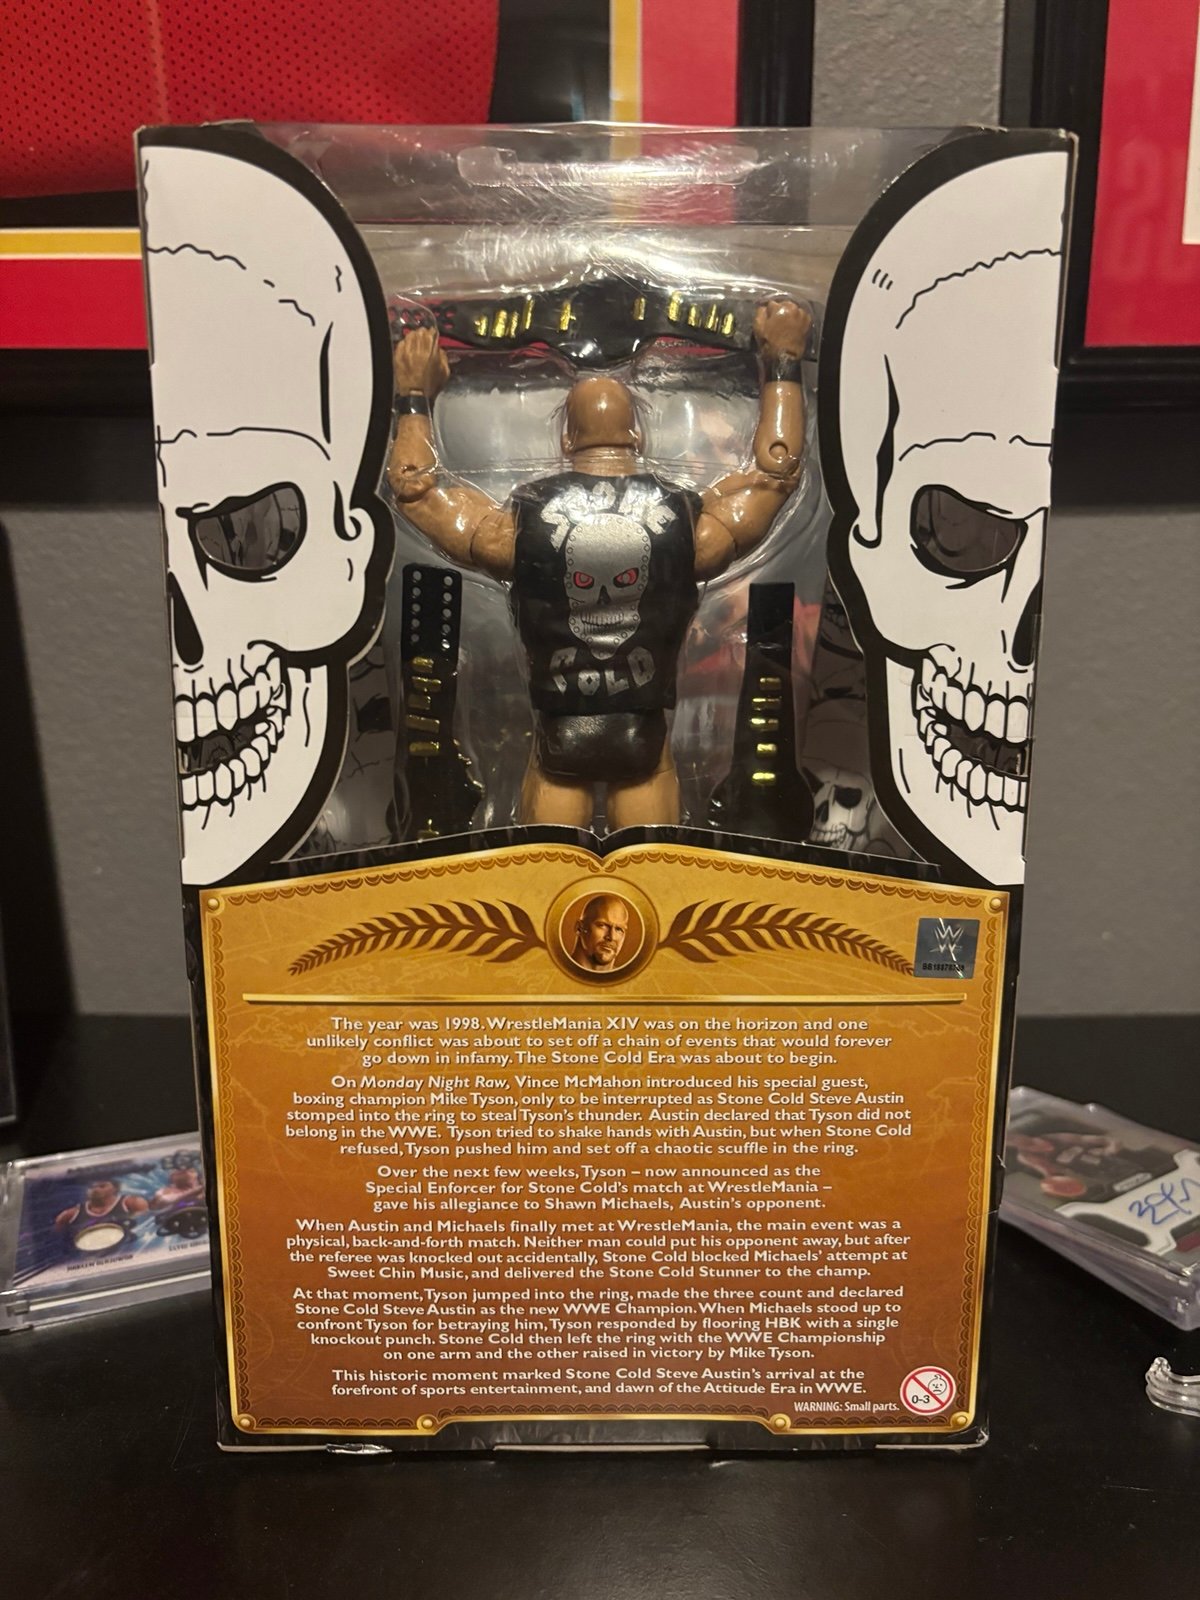 STONE
COLD
The year was 1998. WrestleMania XIV was on the horizon and one
unlikely conflict was about to set off a chain of events that would forever
go down in infamy. The Stone Cold Era was about to begin.
On Monday Night Raw, Vince McMahon introduced his special guest,
boxing champion Mike Tyson, only to be interrupted as Stone Cold Steve Austin
stomped into the ring to steal Tyson's thunder. Austin declared that Tyson did not
belong in the WWE. Tyson tried to shake hands with Austin, but when Stone Cold
refused, Tyson pushed him and set off a chaotic scuffle in the ring.
Over the next few weeks, Tyson – now announced as the
Special Enforcer for Stone Cold's match at WrestleMania –
gave his allegiance to Shawn Michaels, Austin's opponent.
When Austin and Michaels finally met at WrestleMania, the main event was a
physical, back-and-forth match. Neither man could put his opponent away, but after
the referee was knocked out accidentally, Stone Cold blocked Michaels' attempt at
Sweet Chin Music, and delivered the Stone Cold Stunner to the champ.
At that moment, Tyson jumped into the ring, made the three count and declared
Stone Cold Steve Austin as the new WWE Champion. When Michaels stood up to
confront Tyson for betraying him, Tyson responded by flooring HBK with a single
knockout punch. Stone Cold then left the ring with the WWE Championship
on one arm and the other raised in victory by Mike Tyson.
This historic moment marked Stone Cold Steve Austin's arrival at the
forefront of sports entertainment, and dawn of the Attitude Era in WWE.
0-3
WARNING: Small parts.